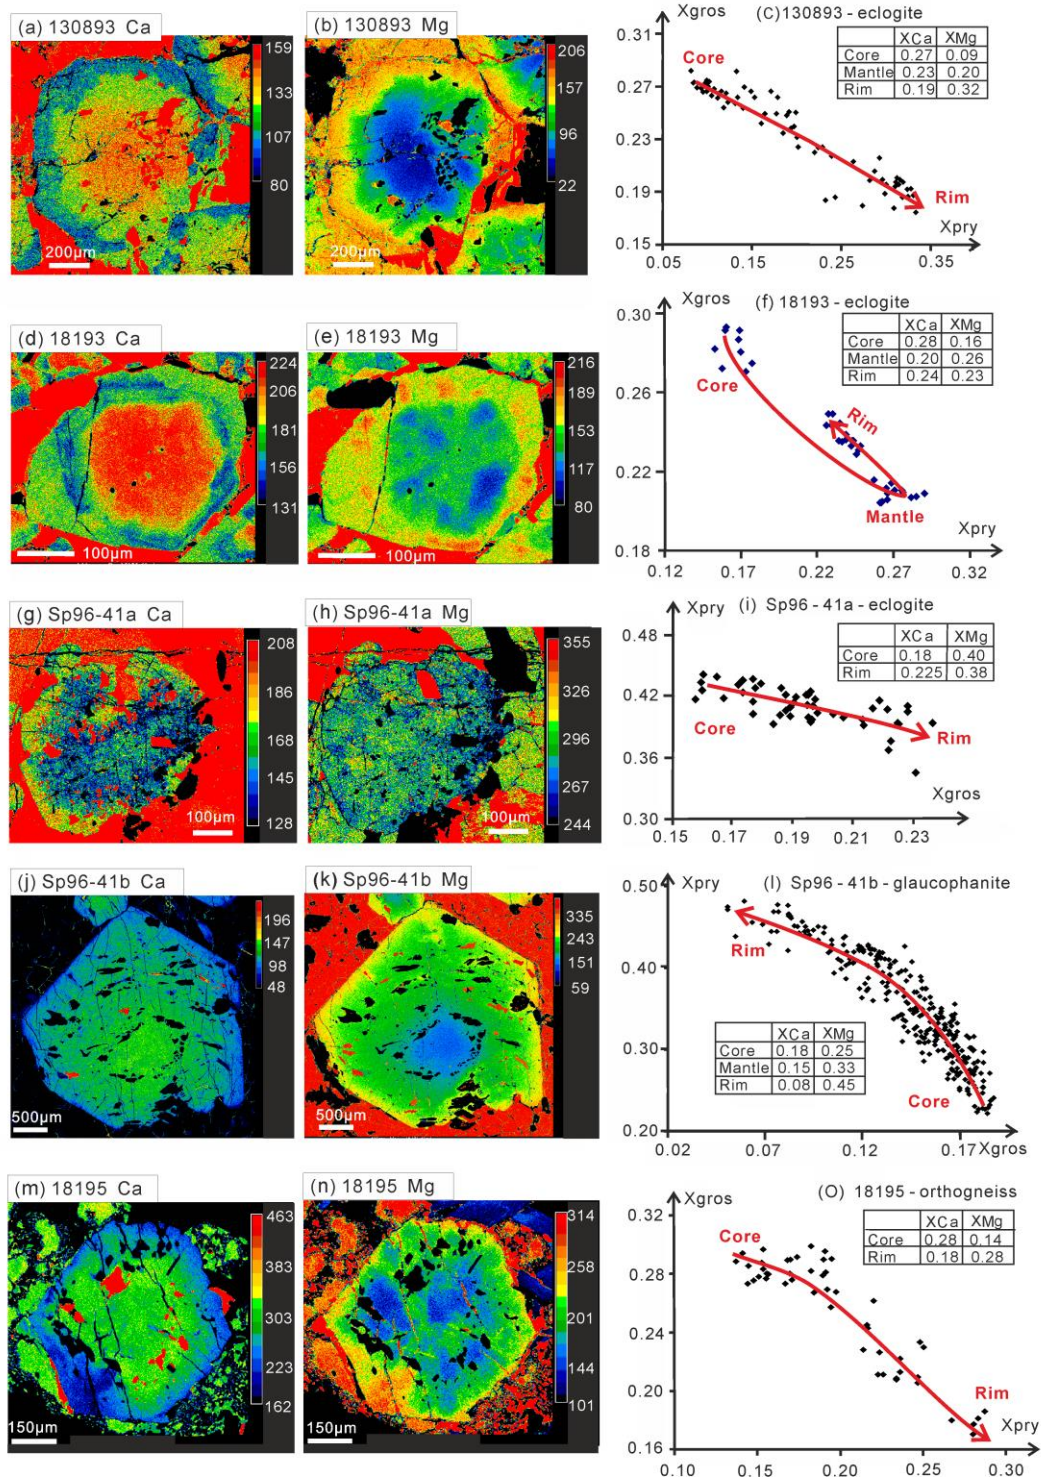 (a) 130893 Ca
159
133
107
80
200μm
(b) 130893 Mg
206
157
96
22
200μm
Xgros
(C) 130893 - eclogite
0.31
0.27
0.23
0.19
0.15
0.05 0.15 0.25 0.35
Xpry
Core
Rim
XCa XMg
Core 0.27 0.09
Mantle 0.23 0.20
Rim 0.19 0.32
(d) 18193 Ca
224
206
181
156
131
100μm
(e) 18193 Mg
216
189
153
117
80
100μm
Xgros
(f) 18193 - eclogite
0.30
0.26
0.22
0.18
0.12 0.17 0.22 0.27 0.32
Xpry
Core
Rim
Mantle
XCa XMg
Core 0.28 0.16
Mantle 0.20 0.26
Rim 0.24 0.23
(g) Sp96-41a Ca
208
186
168
145
128
100μm
(h) Sp96-41a Mg
355
326
296
267
244
100μm
Xpry
(i) Sp96 - 41a - eclogite
0.48
0.42
0.36
0.30
0.15 0.17 0.19 0.21 0.23
Xgros
Core
Rim
XCa XMg
Core 0.18 0.40
Rim 0.225 0.38
(j) Sp96-41b Ca
196
147
98
48
500μm
(k) Sp96-41b Mg
335
243
151
59
500μm
Xpry
(l) Sp96 - 41b - glaucophanite
0.50
0.40
0.30
0.20
0.02 0.07 0.12 0.17
Xgros
Rim
Core
XCa XMg
Core 0.18 0.25
Mantle 0.15 0.33
Rim 0.08 0.45
(m) 18195 Ca
463
383
303
223
162
150μm
(n) 18195 Mg
314
258
201
144
101
150μm
Xgros
(O) 18195 - orthogneiss
0.32
0.28
0.24
0.20
0.16
0.10 0.15 0.20 0.25 0.30
Xpry
Core
Rim
XCa XMg
Core 0.28 0.14
Rim 0.18 0.28